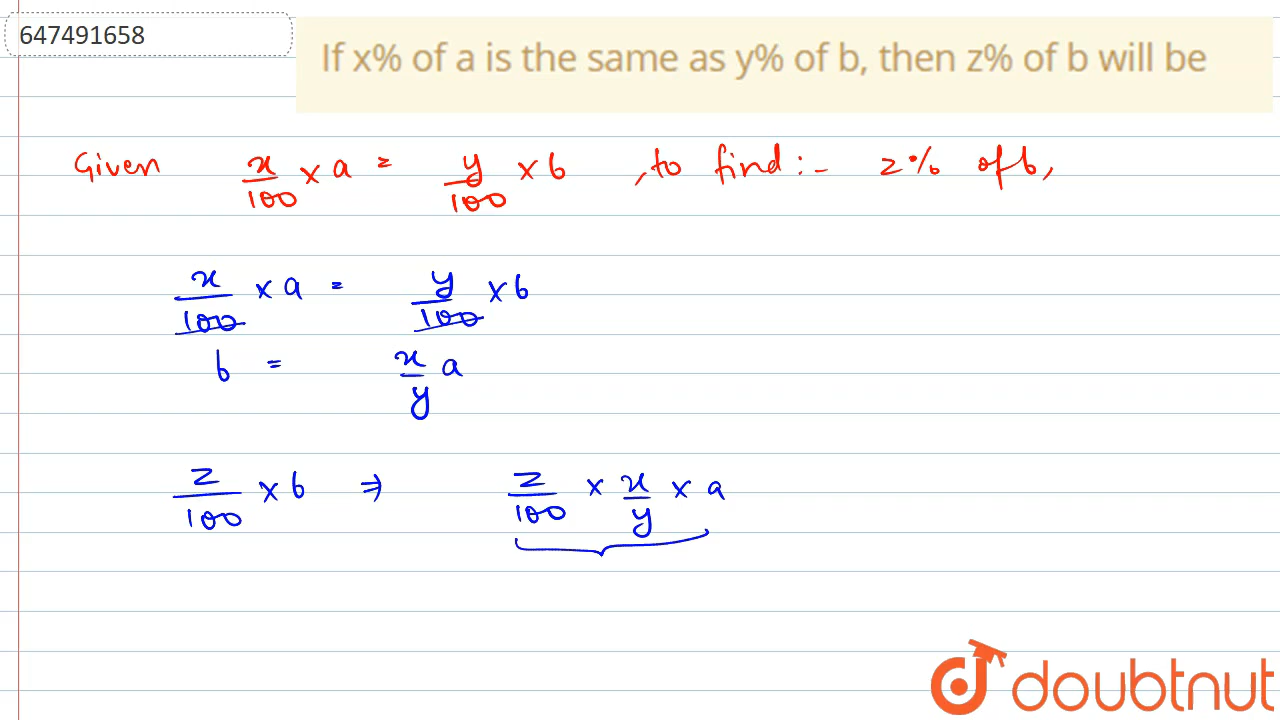 647491658
If x% of a is the same as y% of b, then z% of b will be
Given x/100 × a = y/100 × b , to find :- z% of b,
x/100 × a = y/100 × b
b = x/y a
z/100 × b ⇒ z/100 × x/y × a
doubtnut